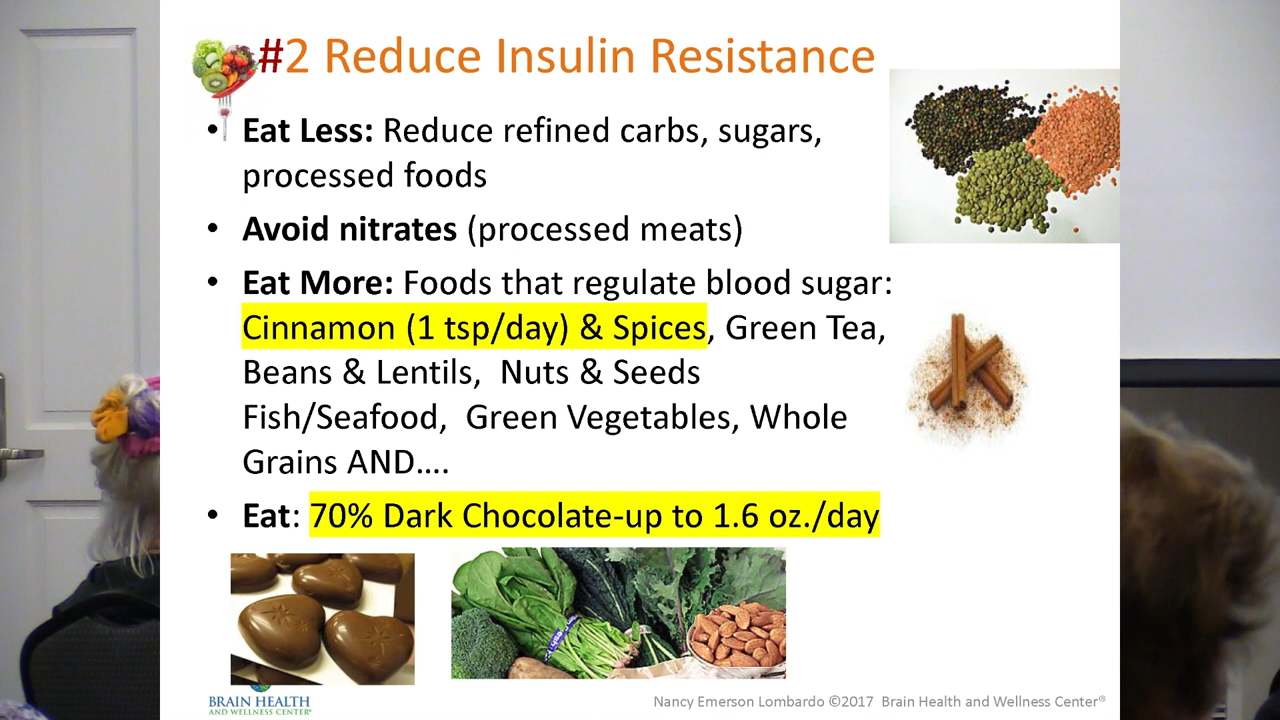 #2 Reduce Insulin Resistance
• Eat Less: Reduce refined carbs, sugars,
processed foods
• Avoid nitrates (processed meats)
• Eat More: Foods that regulate blood sugar:
Cinnamon (1 tsp/day) & Spices, Green Tea,
Beans & Lentils, Nuts & Seeds
Fish/Seafood, Green Vegetables, Whole
Grains AND....
• Eat: 70% Dark Chocolate-up to 1.6 oz./day
BRAIN HEALTH
AND WELLNESS CENTER®
Nancy Emerson Lombardo ©2017 Brain Health and Wellness Center®